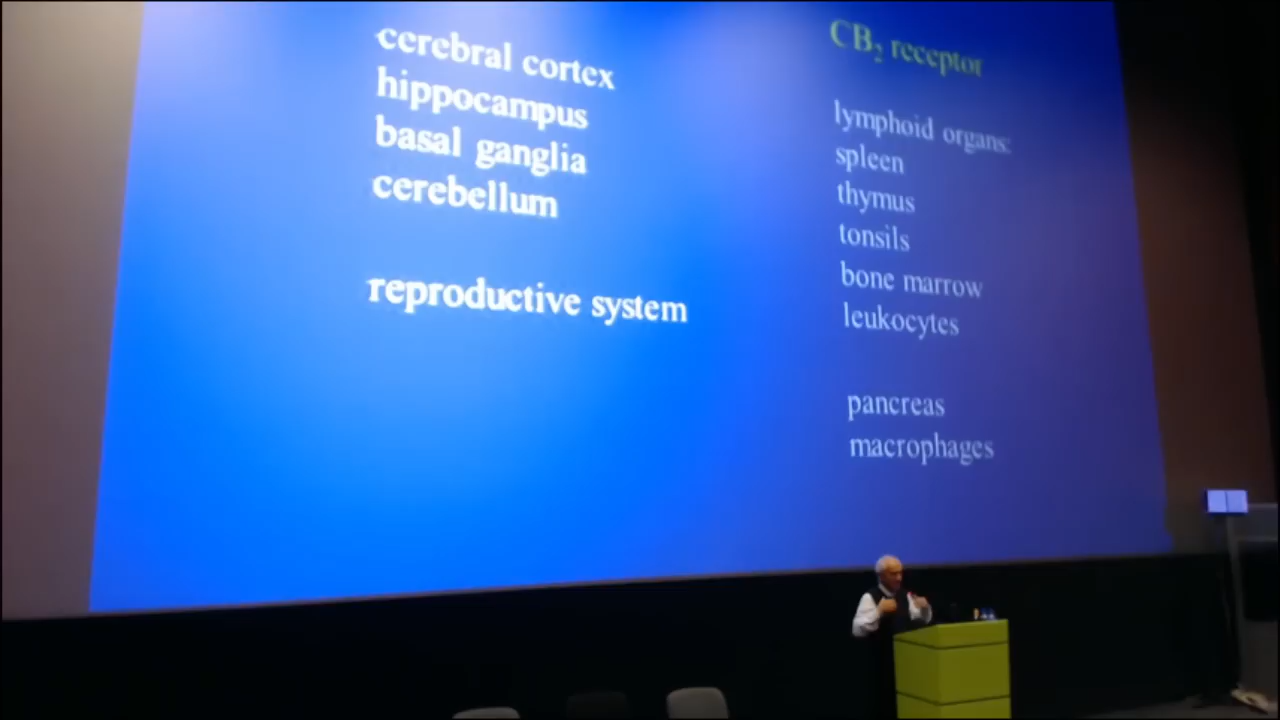 cerebral cortex
hippocampus
basal ganglia
cerebellum
reproductive system
CB₂ receptor
lymphoid organs:
spleen
thymus
tonsils
bone marrow
leukocytes
pancreas
macrophages